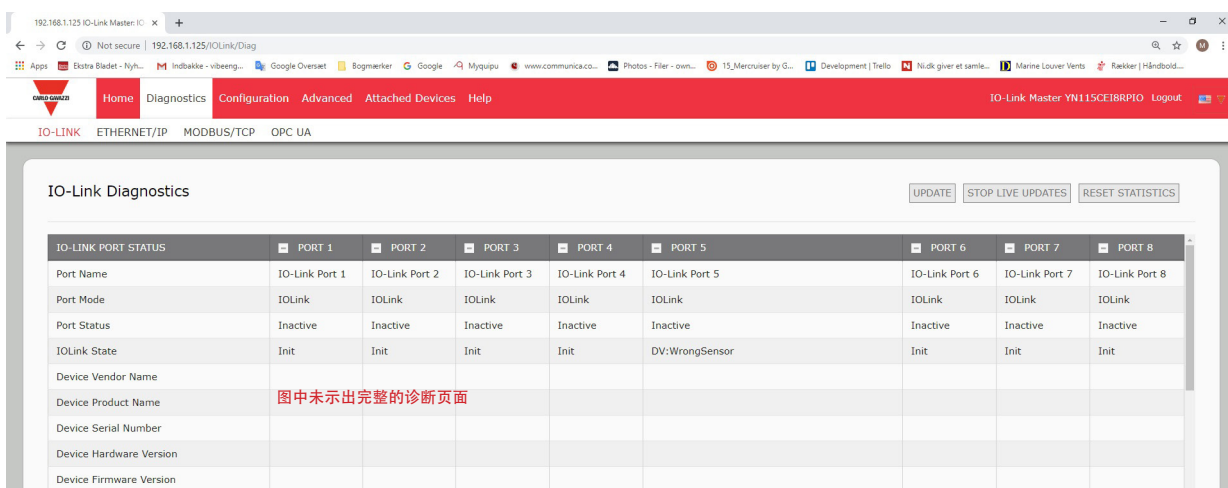 192.168.1.125 IO-Link Master: IO-
Not secure | 192.168.1.125/IOLink/Diag
Apps Ekstra Bladet - Nyh... Indbakke - vibeeng... Google Oversæt Bogmærker Google Myquipu www.communica.co... Photos - Filer - own... 15_Mercruiser by G... Development | Trello Ni.dk giver et samle... Marine Louver Vents Rækker | Håndbold...
CARLO GAVAZZI Home Diagnostics Configuration Advanced Attached Devices Help IO-Link Master YN115CEI8RPIO Logout
IO-LINK ETHERNET/IP MODBUS/TCP OPC UA
IO-Link Diagnostics UPDATE STOP LIVE UPDATES RESET STATISTICS
IO-LINK PORT STATUS PORT 1 PORT 2 PORT 3 PORT 4 PORT 5 PORT 6 PORT 7 PORT 8
Port Name IO-Link Port 1 IO-Link Port 2 IO-Link Port 3 IO-Link Port 4 IO-Link Port 5 IO-Link Port 6 IO-Link Port 7 IO-Link Port 8
Port Mode IOLink IOLink IOLink IOLink IOLink IOLink IOLink IOLink
Port Status Inactive Inactive Inactive Inactive Inactive Inactive Inactive Inactive
IOLink State Init Init Init Init DV:WrongSensor Init Init Init
Device Vendor Name
Device Product Name 图中未示出完整的诊断页面
Device Serial Number
Device Hardware Version
Device Firmware Version